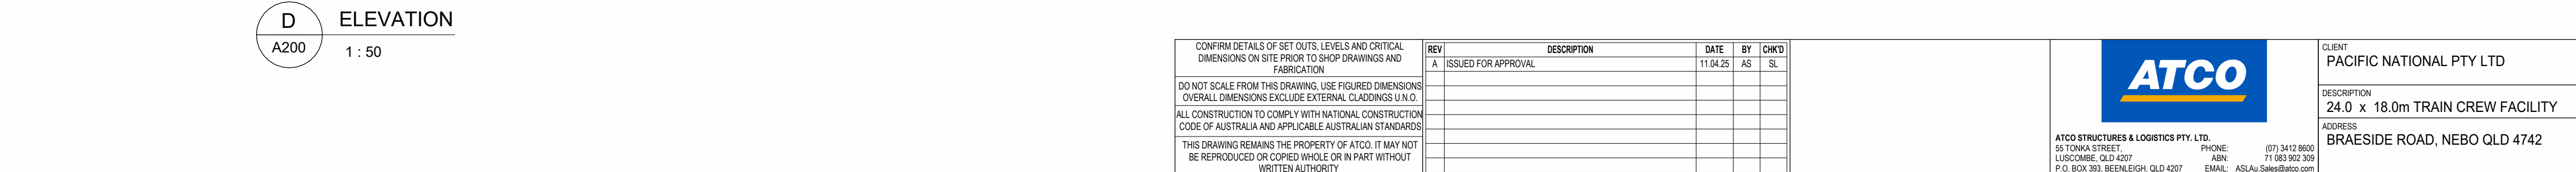 D
ELEVATION
A200
1 : 50
CONFIRM DETAILS OF SET OUTS, LEVELS AND CRITICAL
DIMENSIONS ON SITE PRIOR TO SHOP DRAWINGS AND
FABRICATION
DO NOT SCALE FROM THIS DRAWING, USE FIGURED DIMENSIONS
OVERALL DIMENSIONS EXCLUDE EXTERNAL CLADDINGS U.N.O.
ALL CONSTRUCTION TO COMPLY WITH NATIONAL CONSTRUCTION
CODE OF AUSTRALIA AND APPLICABLE AUSTRALIAN STANDARDS
THIS DRAWING REMAINS THE PROPERTY OF ATCO. IT MAY NOT
BE REPRODUCED OR COPIED WHOLE OR IN PART WITHOUT
WRITTEN AUTHORITY
REV DESCRIPTION DATE BY CHK'D
A ISSUED FOR APPROVAL 11.04.25 AS SL
ATCO
ATCO STRUCTURES & LOGISTICS PTY. LTD.
55 TONKA STREET, PHONE: (07) 3412 8600
LUSCOMBE, QLD 4207 ABN: 71 083 902 309
P.O. BOX 393, BEENLEIGH, QLD 4207 EMAIL: ASLAu.Sales@atco.com
CLIENT
PACIFIC NATIONAL PTY LTD
DESCRIPTION
24.0 x 18.0m TRAIN CREW FACILITY
ADDRESS
BRAESIDE ROAD, NEBO QLD 4742